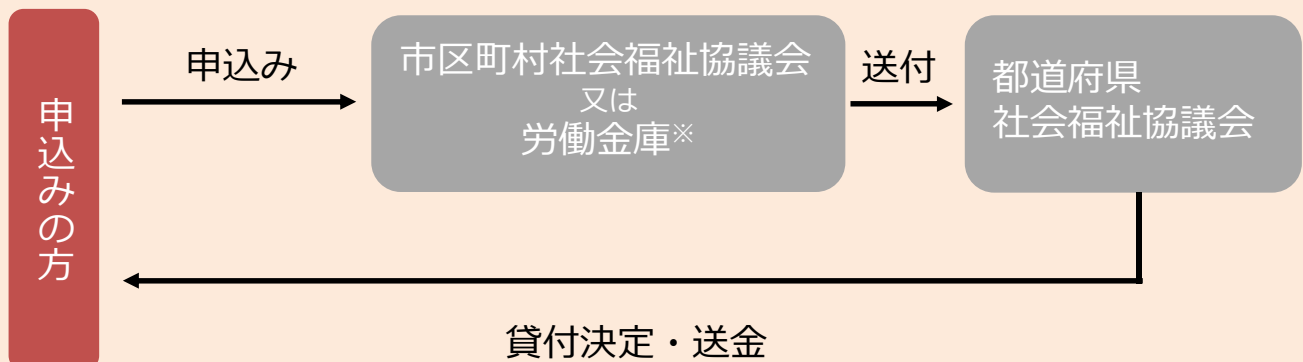 申込みの方
申込み
市区町村社会福祉協議会
又は
労働金庫※
送付
都道府県
社会福祉協議会
貸付決定・送金